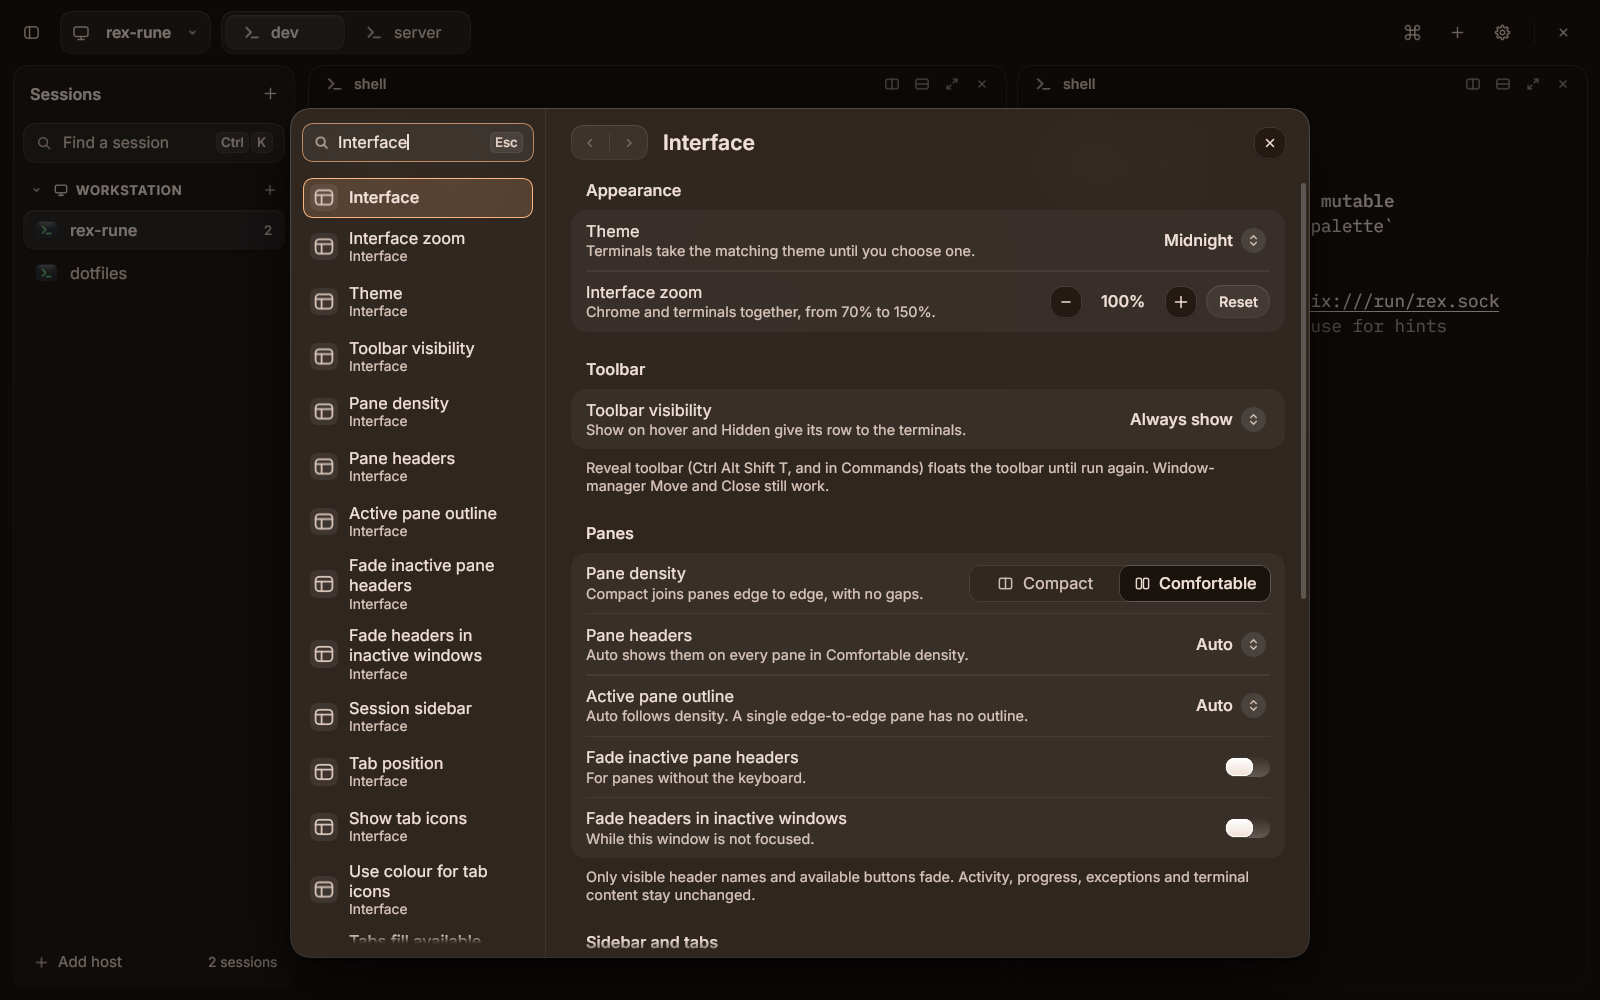 rex-rune
dev
server
Sessions
Find a session
Ctrl K
WORKSTATION
rex-rune 2
dotfiles
Add host
2 sessions
shell
shell
mutable
palette`
ix:///run/rex.sock
use for hints
Interface
Esc
Interface
Interface zoom
Interface
Theme
Interface
Toolbar visibility
Interface
Pane density
Interface
Pane headers
Interface
Active pane outline
Interface
Fade inactive pane
headers
Interface
Fade headers in
inactive windows
Interface
Session sidebar
Interface
Tab position
Interface
Show tab icons
Interface
Use colour for tab
icons
Interface
Tabs fill available
Interface
Appearance
Theme
Terminals take the matching theme until you choose one.
Midnight
Interface zoom
Chrome and terminals together, from 70% to 150%.
100%
Reset
Toolbar
Toolbar visibility
Show on hover and Hidden give its row to the terminals.
Always show
Reveal toolbar (Ctrl Alt Shift T, and in Commands) floats the toolbar until run again. Window-
manager Move and Close still work.
Panes
Pane density
Compact joins panes edge to edge, with no gaps.
Compact
Comfortable
Pane headers
Auto shows them on every pane in Comfortable density.
Auto
Active pane outline
Auto follows density. A single edge-to-edge pane has no outline.
Auto
Fade inactive pane headers
For panes without the keyboard.
Fade headers in inactive windows
While this window is not focused.
Only visible header names and available buttons fade. Activity, progress, exceptions and terminal
content stay unchanged.
Sidebar and tabs